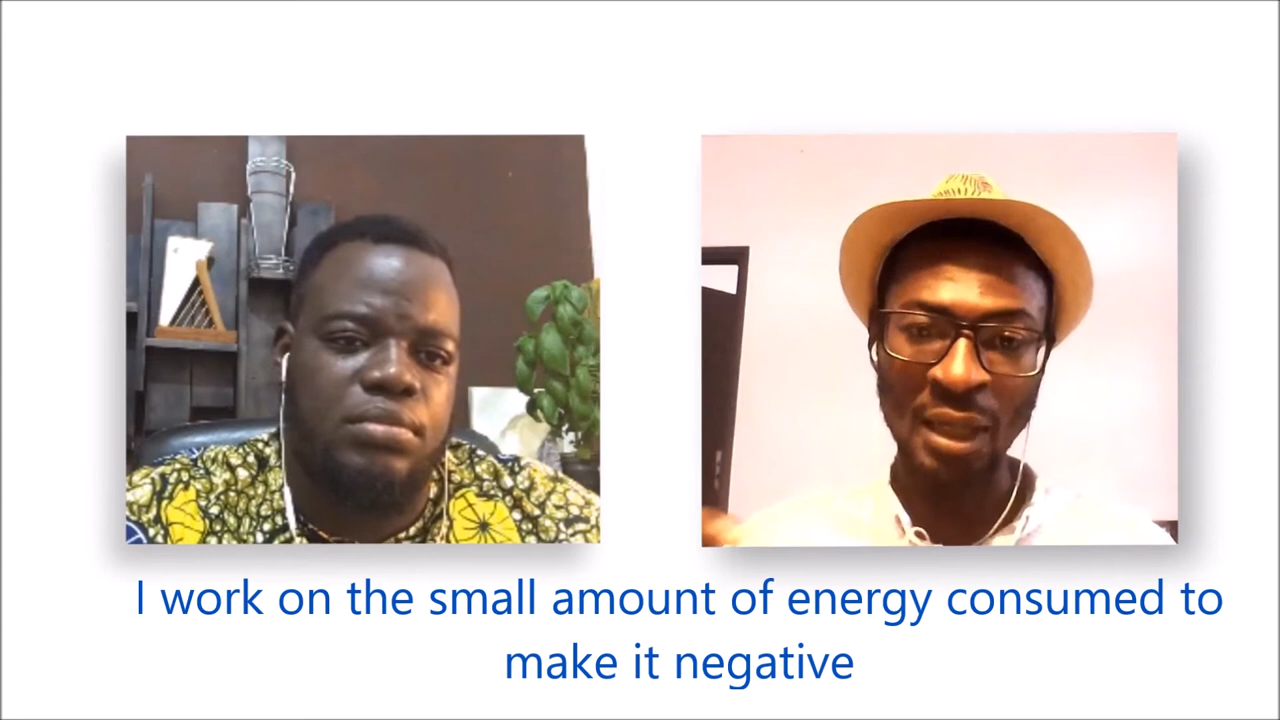 I work on the small amount of energy consumed to
make it negative